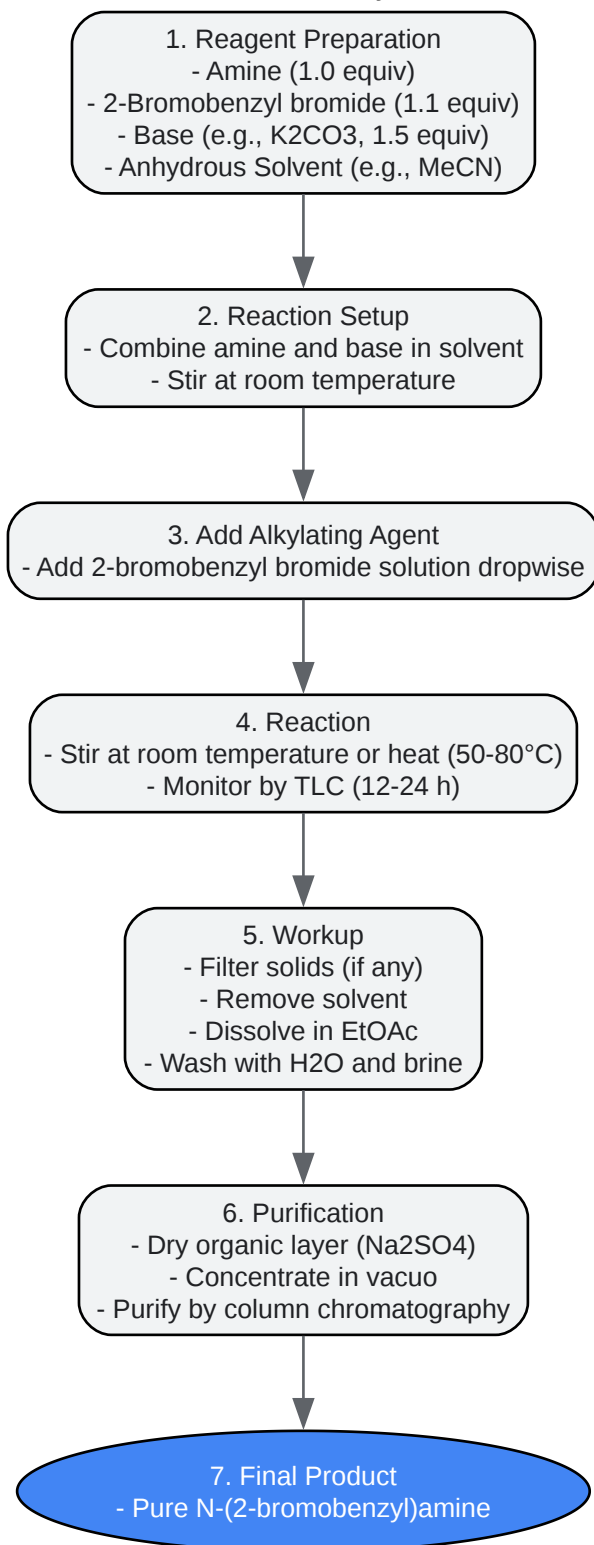 1. Reagent Preparation
- Amine (1.0 equiv)
- 2-Bromobenzyl bromide (1.1 equiv)
- Base (e.g., K2CO3, 1.5 equiv)
- Anhydrous Solvent (e.g., MeCN)
2. Reaction Setup
- Combine amine and base in solvent
- Stir at room temperature
3. Add Alkylating Agent
- Add 2-bromobenzyl bromide solution dropwise
4. Reaction
- Stir at room temperature or heat (50-80°C)
- Monitor by TLC (12-24 h)
5. Workup
- Filter solids (if any)
- Remove solvent
- Dissolve in EtOAc
- Wash with H2O and brine
6. Purification
- Dry organic layer (Na2SO4)
- Concentrate in vacuo
- Purify by column chromatography
7. Final Product
- Pure N-(2-bromobenzyl)amine